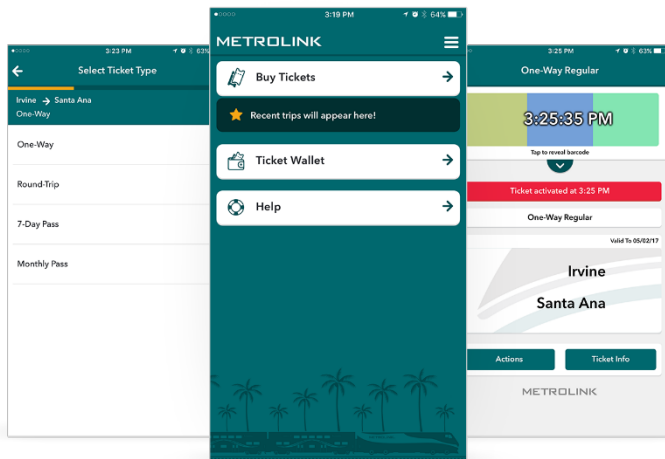 3:23 PM
63%
Select Ticket Type
Irvine → Santa Ana
One-Way
One-Way
Round-Trip
7-Day Pass
Monthly Pass
3:19 PM
64%
METROLINK
Buy Tickets
Recent trips will appear here!
Ticket Wallet
Help
3:25 PM
63%
One-Way Regular
3:25:35 PM
Tap to reveal barcode
Ticket activated at 3:25 PM
One-Way Regular
Valid To 05/02/17
Irvine
Santa Ana
Actions
Ticket Info
METROLINK